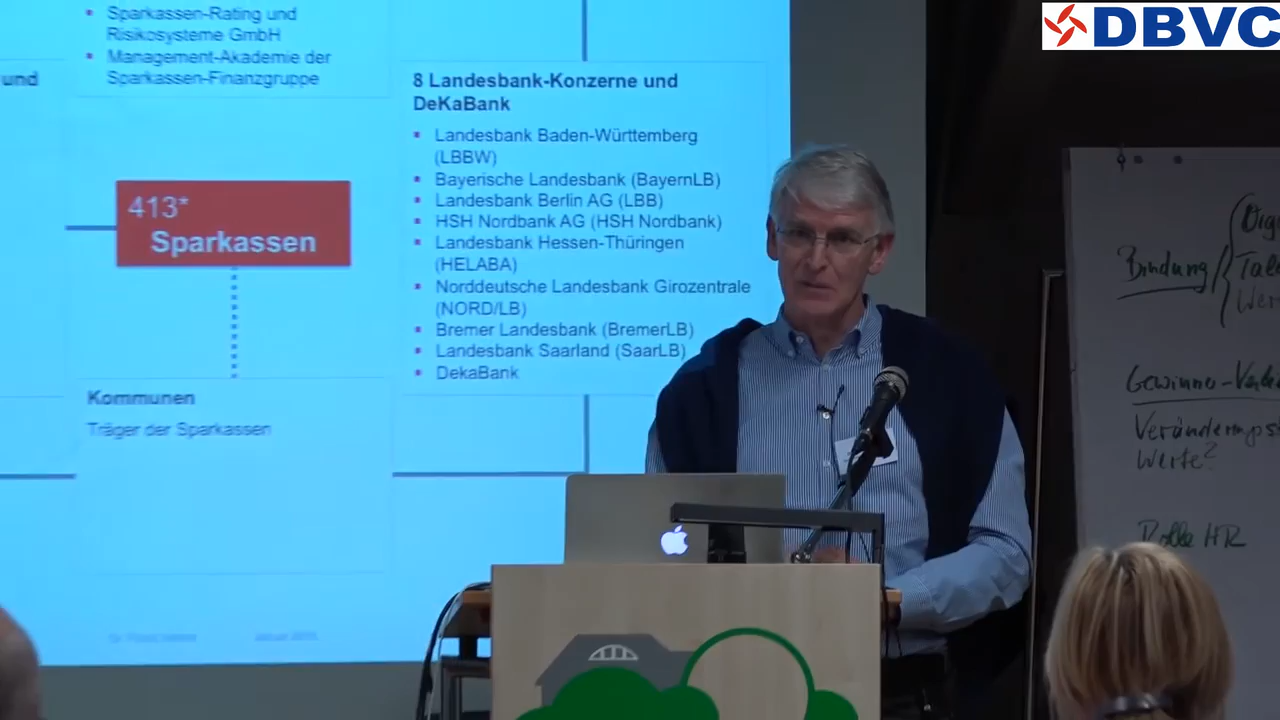 DBVC
Sparkassen-Rating und
Risikosysteme GmbH
Management-Akademie der
Sparkassen-Finanzgruppe
und
413*
Sparkassen
Kommunen
Träger der Sparkassen
8 Landesbank-Konzerne und
DeKaBank
Landesbank Baden-Württemberg
(LBBW)
Bayerische Landesbank (BayernLB)
Landesbank Berlin AG (LBB)
HSH Nordbank AG (HSH Nordbank)
Landesbank Hessen-Thüringen
(HELABA)
Norddeutsche Landesbank Girozentrale
(NORD/LB)
Bremer Landesbank (BremerLB)
Landesbank Saarland (SaarLB)
DekaBank
Bindung
Gewinner-
Werte?
Rolle HR